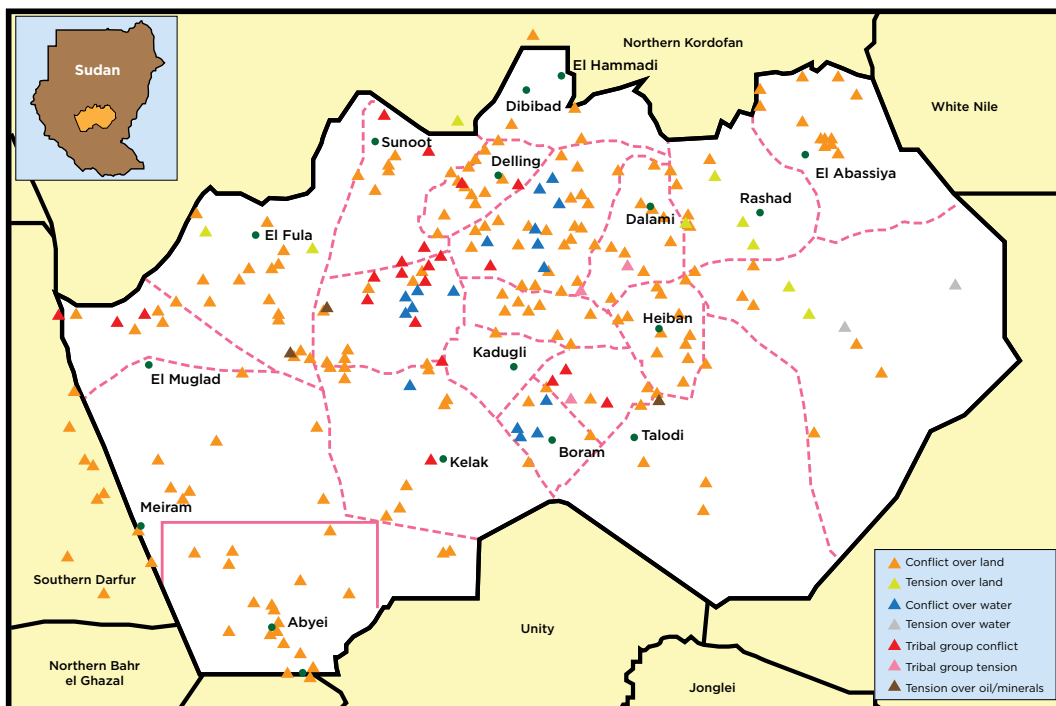 Sudan
Northern Kordofan
El Hammadi
Dibibad
White Nile
Sunoot
Delling
El Abassiya
Rashad
Dalami
El Fula
Heiban
Kadugli
El Muglad
Talodi
Boram
Kelak
Meiram
Southern Darfur
Abyei
Unity
Northern Bahr
el Ghazal
Jonglei
Conflict over land
Tension over land
Conflict over water
Tension over water
Tribal group conflict
Tribal group tension
Tension over oil/minerals